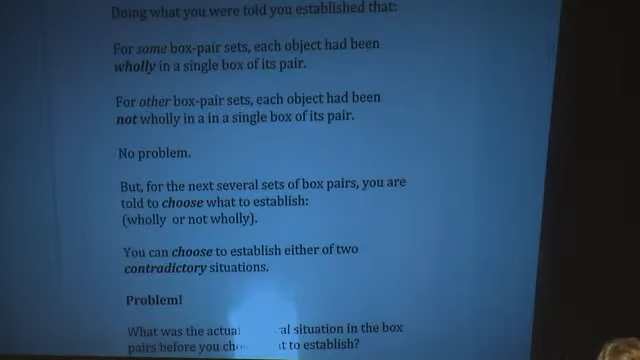 Doing what you were told you established that:
For some box-pair sets, each object had been
wholly in a single box of its pair.
For other box-pair sets, each object had been
not wholly in a in a single box of its pair.
No problem.
But, for the next several sets of box pairs, you are
told to choose what to establish:
(wholly or not wholly).
You can choose to establish either of two
contradictory situations.
Problem!
What was the situation in the box
pairs before you to establish?